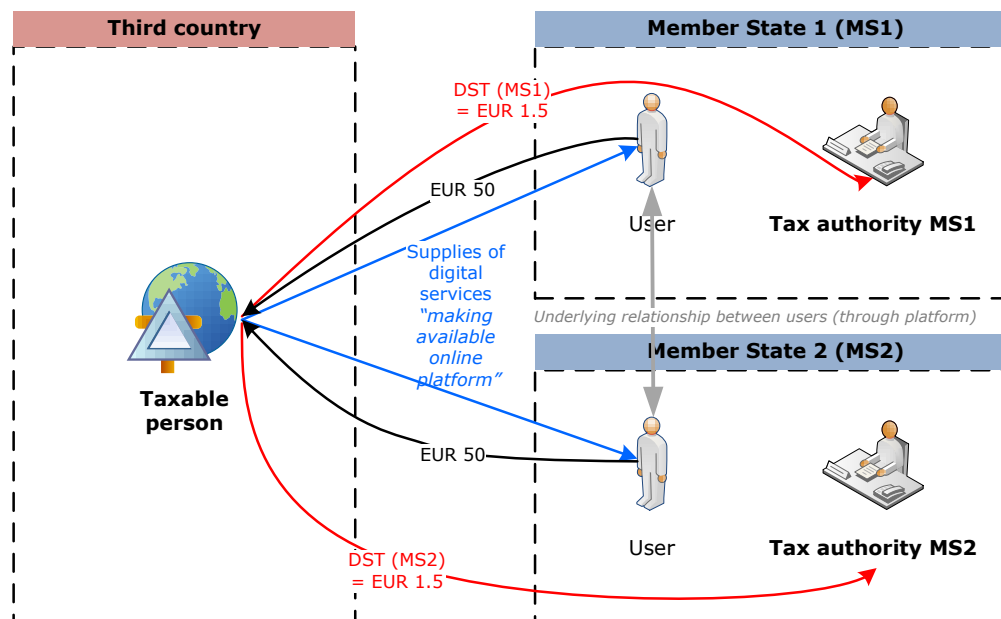 Third country
Member State 1 (MS1)
DST (MS1)
= EUR 1.5
EUR 50
User
Tax authority MS1
Supplies of
digital
services
“making
available
online
platform”
Underlying relationship between users (through platform)
Member State 2 (MS2)
Taxable
person
EUR 50
User
Tax authority MS2
DST (MS2)
= EUR 1.5